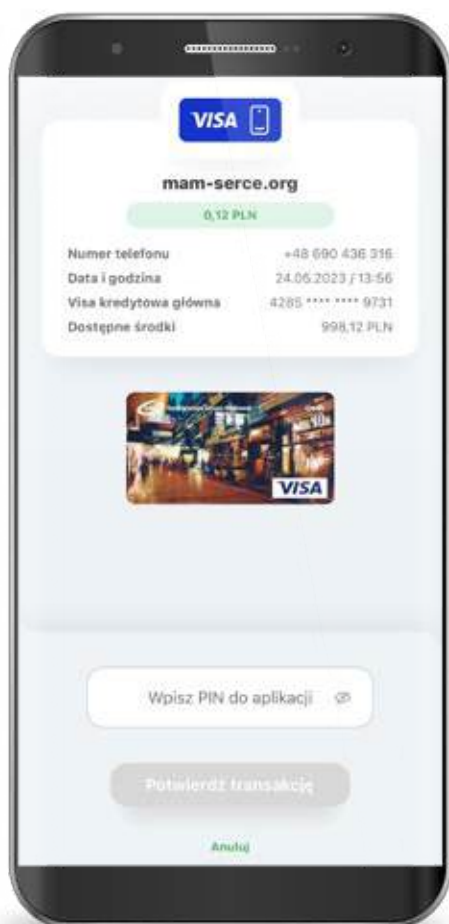 VISA
mam-serce.org
0,12 PLN
Numer telefonu +48 690 436 316
Data i godzina 24.05.2023 / 13:56
Visa kredytowa główna 4285 **** **** 9731
Dostępne środki 998,12 PLN
VISA
Wpisz PIN do aplikacji
Potwierdź transakcję
Anuluj